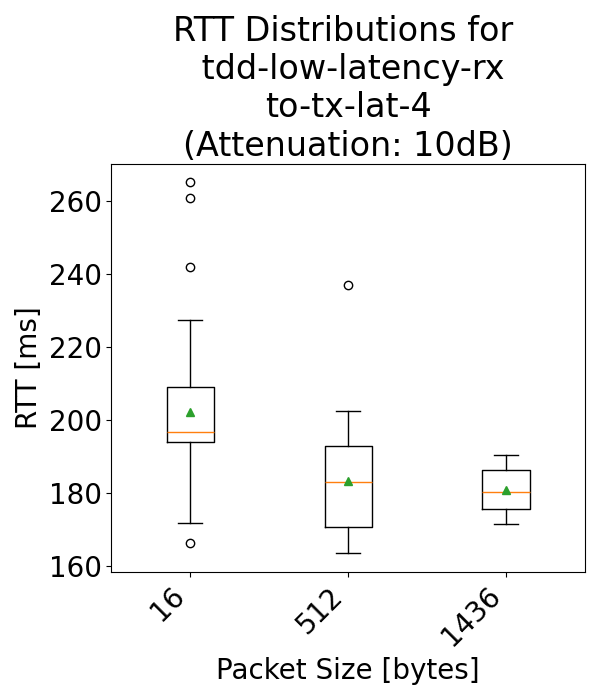 RTT Distributions for
tdd-low-latency-rx
to-tx-lat-4
(Attenuation: 10dB)
260
240
220
200
180
160
RTT [ms]
16
512
1436
Packet Size [bytes]